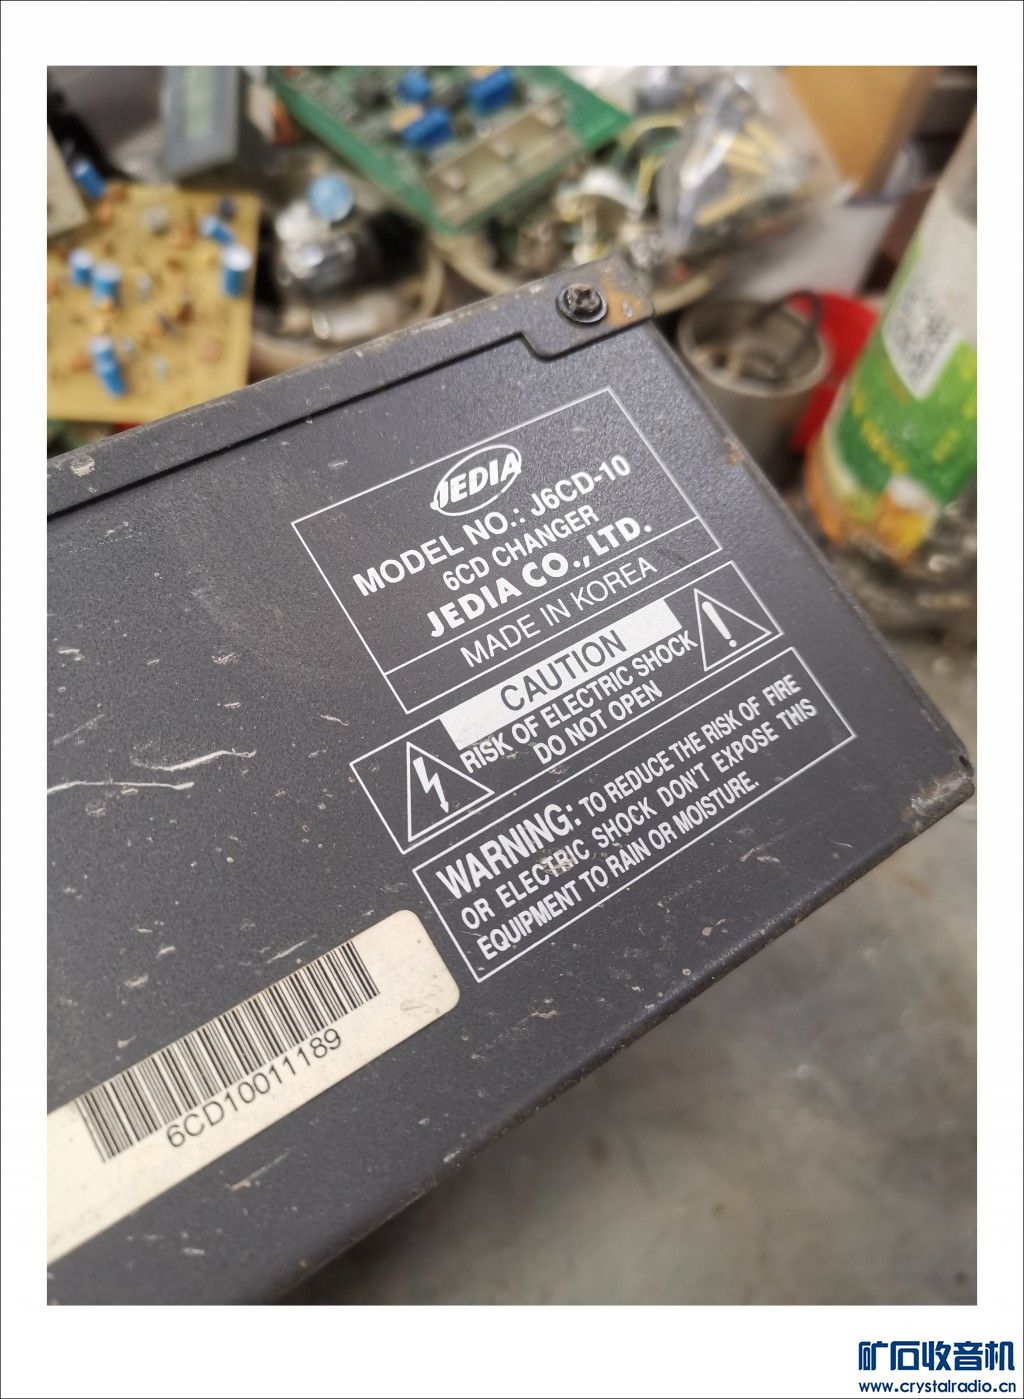 JEDIA
MODEL NO.: J6CD-10
6CD CHANGER
JEDIA CO., LTD.
MADE IN KOREA
CAUTION
RISK OF ELECTRIC SHOCK
DO NOT OPEN
WARNING: TO REDUCE THE RISK OF FIRE
OR ELECTRIC SHOCK DON'T EXPOSE THIS
EQUIPMENT TO RAIN OR MOISTURE.
6CD10011189
矿石收音机
www.crystalradio.cn